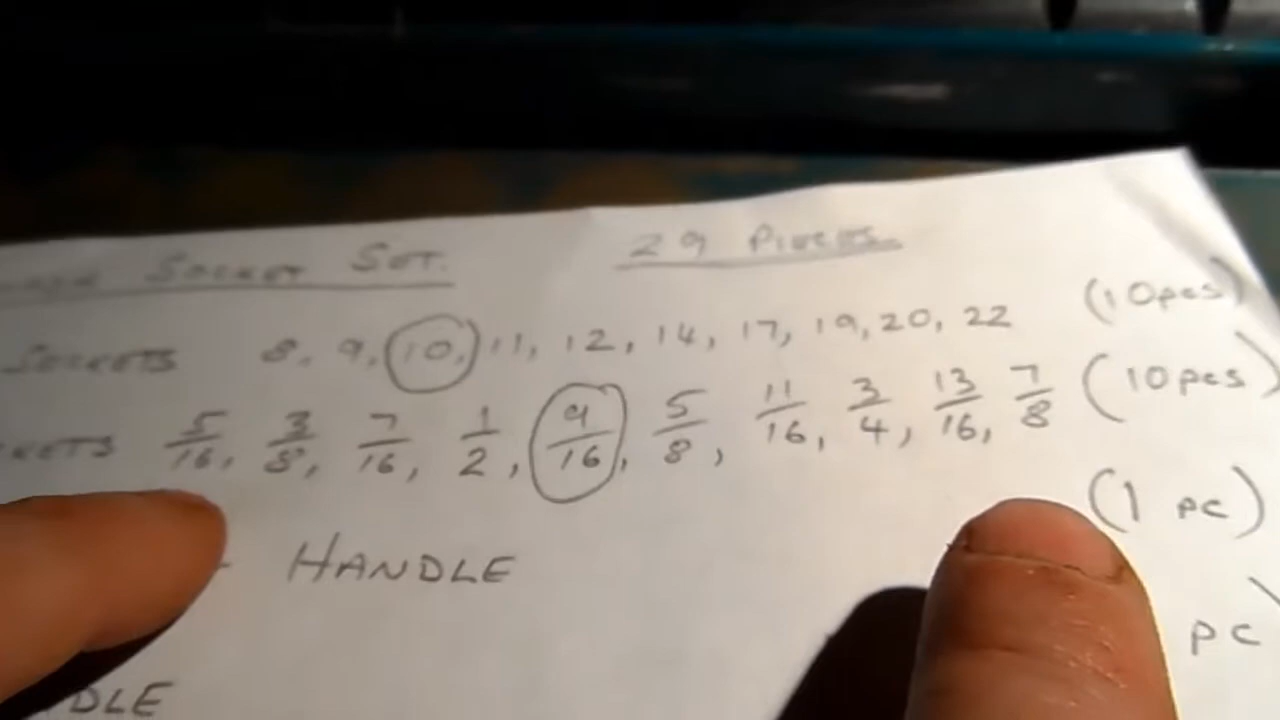 SOCKET SET. 29 PIECES
SOCKETS 8, 9, 10, 11, 12, 14, 17, 19, 20, 22 (10pcs)
KETS 5/16, 3/8, 7/16, 1/2, 9/16, 5/8, 11/16, 3/4, 13/16, 7/8 (10pcs)
HANDLE (1 pc)
DLE pc